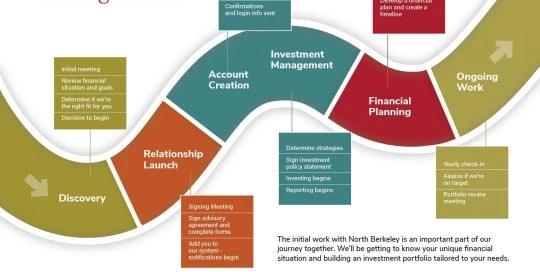 Confirmations
and login info sent
Develop a financial
plan and create a
timeline
Initial meeting
Review financial
situation and goals
Determine if we're
the right fit for you
Decision to begin
Account
Creation
Investment
Management
Ongoing
Work
Financial
Planning
Relationship
Launch
Discovery
Determine strategies
Sign investment
policy statement
Investing begins
Reporting begins
Yearly check-in
Assess if we're
on target
Portfolio review
meeting
Signing Meeting
Sign advisory
agreement and
complete forms
Add you to
our system -
notifications begin
The initial work with North Berkeley is an important part of our
journey together. We'll be getting to know your unique financial
situation and building an investment portfolio tailored to your needs.